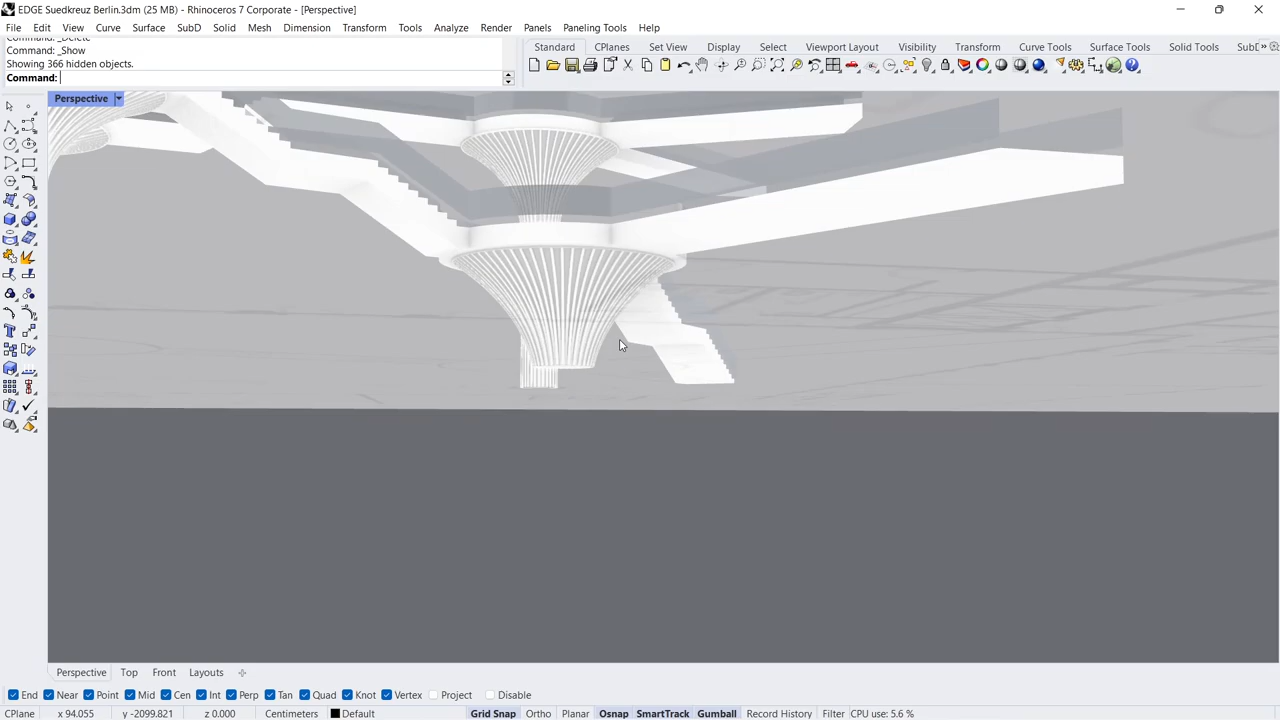 EDGE Suedkreuz Berlin.3dm (25 MB) - Rhinoceros 7 Corporate - [Perspective]
File Edit View Curve Surface SubD Solid Mesh Dimension Transform Tools Analyze Render Panels Paneling Tools Help
Command: _Delete
Command: _Show
Showing 366 hidden objects.
Command:
Standard CPlanes Set View Display Select Viewport Layout Visibility Transform Curve Tools Surface Tools Solid Tools SubD »
Perspective
Perspective Top Front Layouts
End Near Point Mid Cen Int Perp Tan Quad Knot Vertex Project Disable
CPlane x 94.055 y -2099.821 z 0.000 Centimeters Default Grid Snap Ortho Planar Osnap SmartTrack Gumball Record History Filter CPU use: 5.6 %